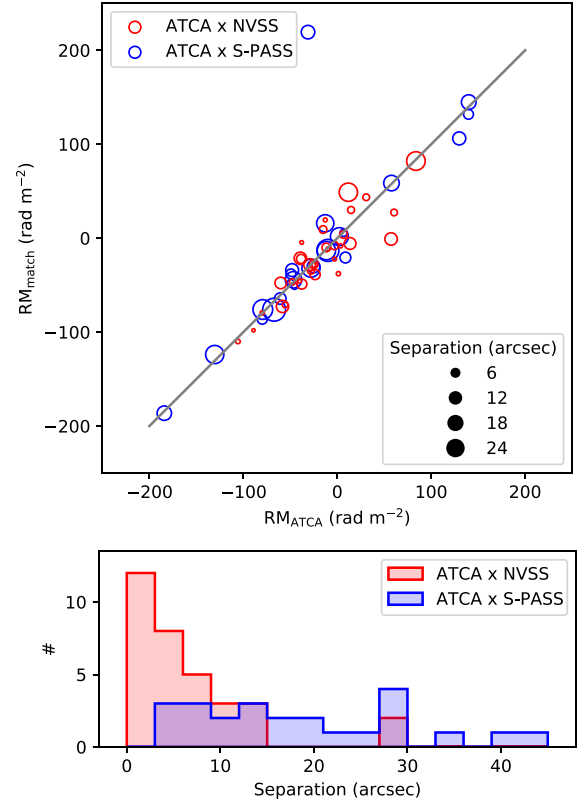 200
100
0
−100
−200
RM_match (rad m⁻²)
ATCA x NVSS
ATCA x S-PASS
Separation (arcsec)
6
12
18
24
−200 −100 0 100 200
RM_ATCA (rad m⁻²)
10
5
0
#
ATCA x NVSS
ATCA x S-PASS
0 10 20 30 40
Separation (arcsec)